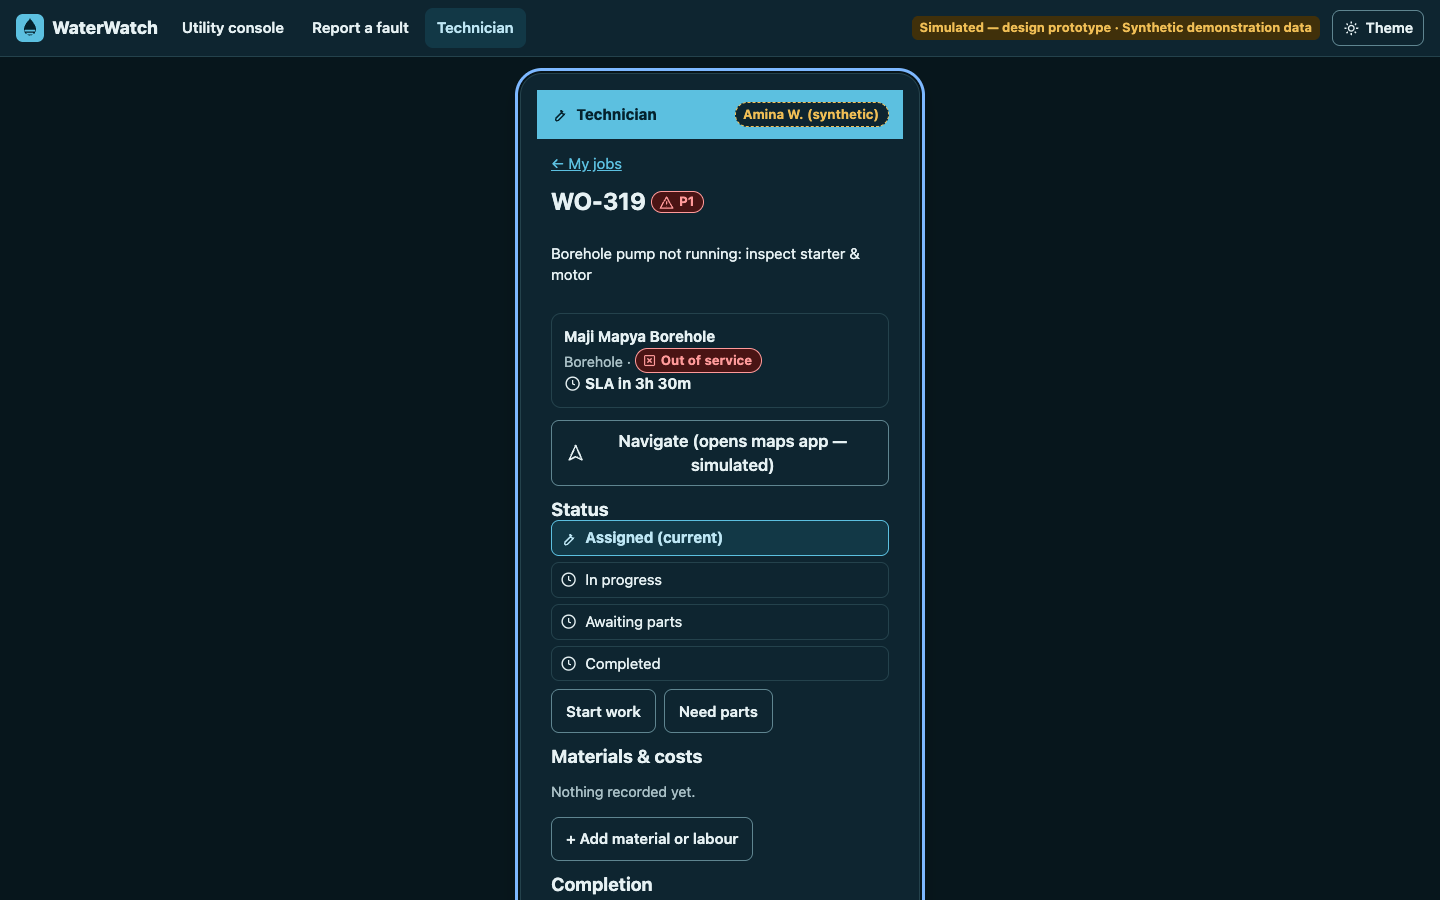 WaterWatch
Utility console
Report a fault
Technician
Simulated — design prototype · Synthetic demonstration data
Theme
Technician
Amina W. (synthetic)
← My jobs
WO-319
P1
Borehole pump not running: inspect starter &
motor
Maji Mapya Borehole
Borehole · Out of service
SLA in 3h 30m
Navigate (opens maps app —
simulated)
Status
Assigned (current)
In progress
Awaiting parts
Completed
Start work
Need parts
Materials & costs
Nothing recorded yet.
+ Add material or labour
Completion